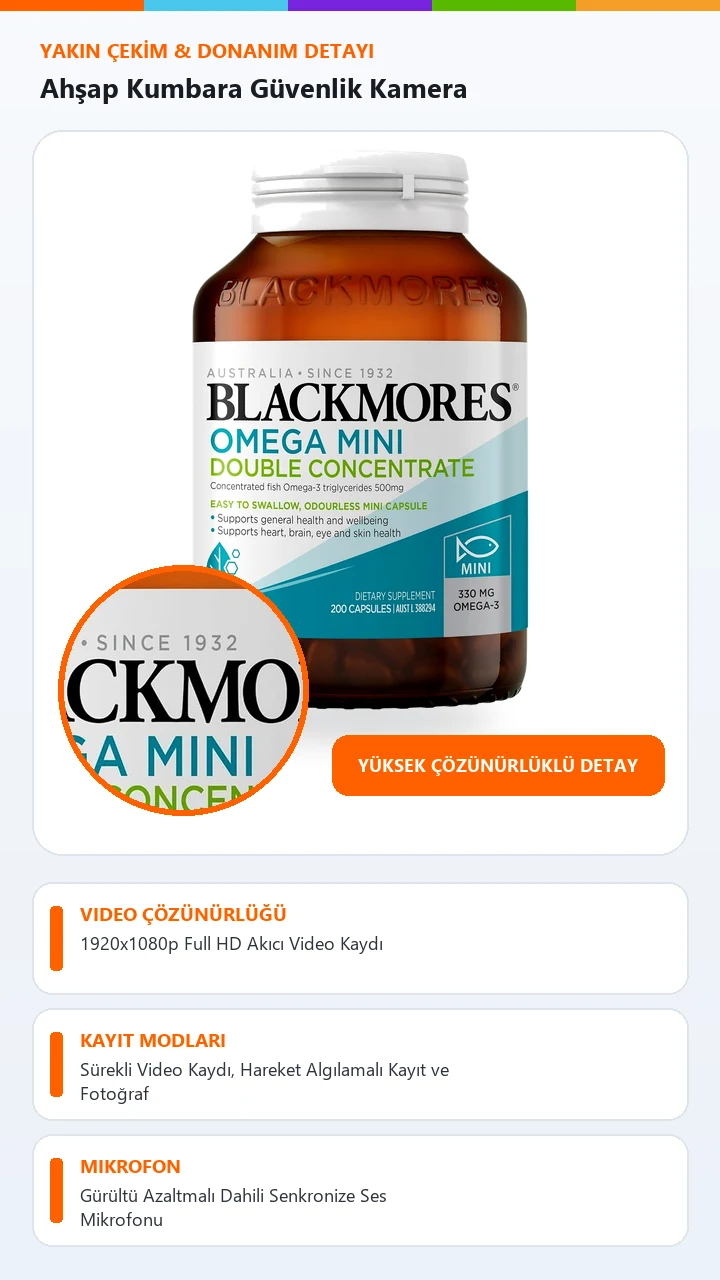 YAKIN ÇEKİM & DONANIM DETAYI
Ahşap Kumbara Güvenlik Kamera
BLACKMORES
AUSTRALIA • SINCE 1932
BLACKMORES®
OMEGA MINI
DOUBLE CONCENTRATE
Concentrated fish Omega-3 triglycerides 500mg
EASY TO SWALLOW, ODOURLESS MINI CAPSULE
• Supports general health and wellbeing
• Supports heart, brain, eye and skin health
MINI
330 MG
OMEGA-3
DIETARY SUPPLEMENT
200 CAPSULES | AUST L 388294
• SINCE 1932
CKMO
GA MINI
CONCEN
YÜKSEK ÇÖZÜNÜRLÜKLÜ DETAY
VIDEO ÇÖZÜNÜRLÜĞÜ
1920x1080p Full HD Akıcı Video Kaydı
KAYIT MODLARI
Sürekli Video Kaydı, Hareket Algılamalı Kayıt ve
Fotoğraf
MIKROFON
Gürültü Azaltmalı Dahili Senkronize Ses
Mikrofonu